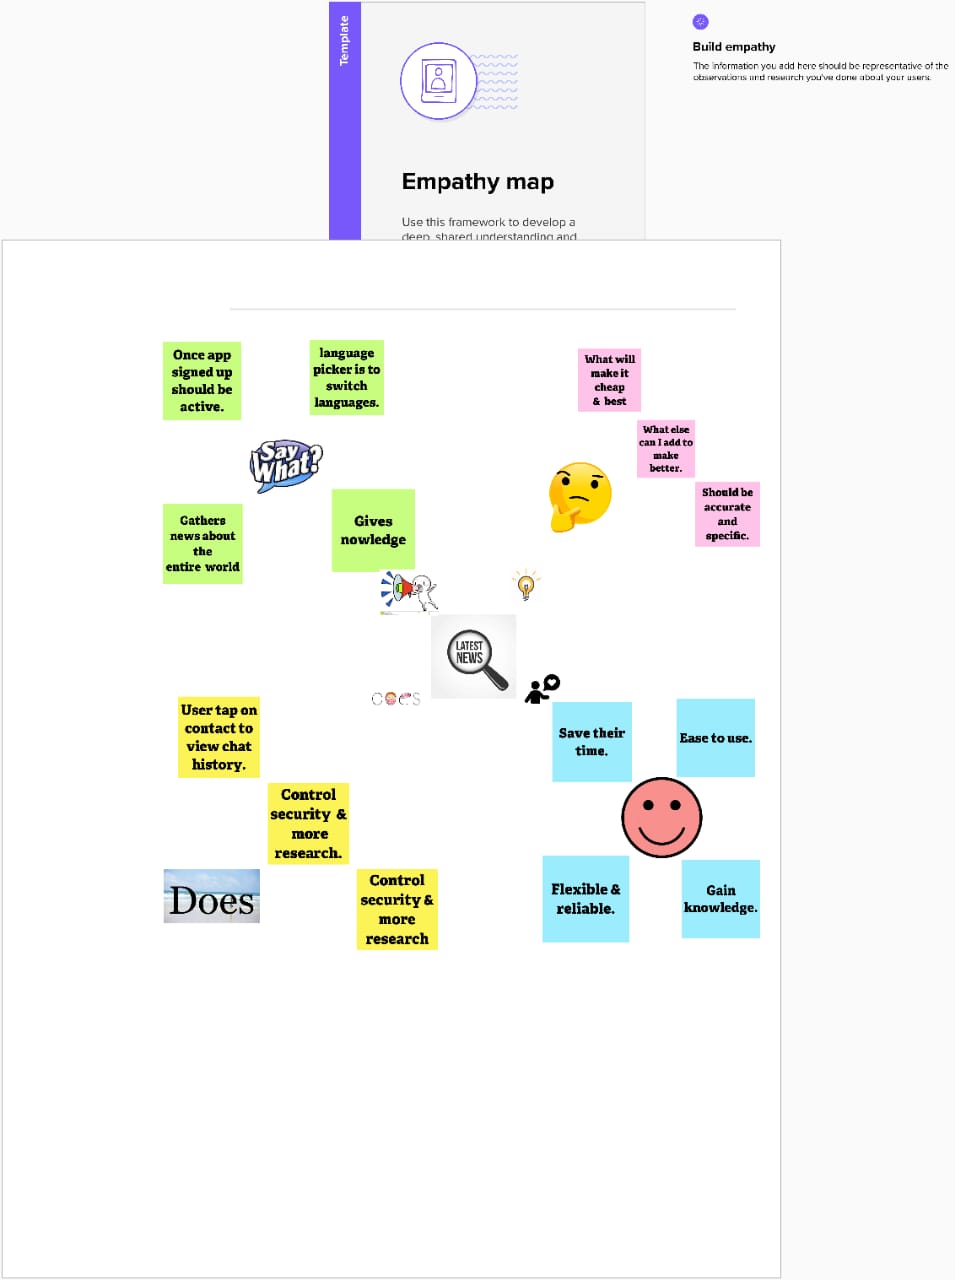 Template
Build empathy
The information you add here should be representative of the
observations and research you've done about your users.
Empathy map
Use this framework to develop a
deep, shared understanding and
Once app
signed up
should be
active.
language
picker is to
switch
languages.
What will
make it
cheap
& best
What else
can I add to
make
better.
Should be
accurate
and
specific.
Say
What?
Gathers
news about
the
entire world
Gives
nowledge
LATEST
NEWS
User tap on
contact to
view chat
history.
Control
security &
more
research.
Does
Control
security &
more
research
Save their
time.
Ease to use.
Flexible &
reliable.
Gain
knowledge.